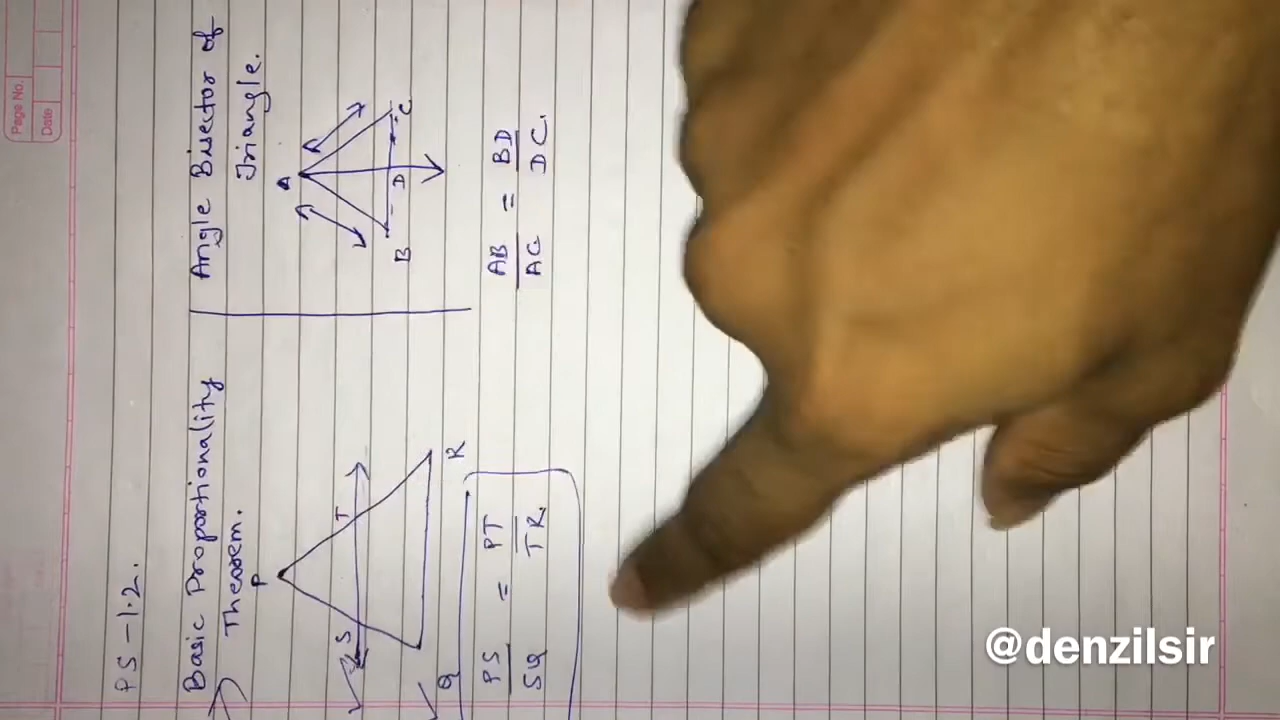 Page No.
Date
PS-1.2.
Basic Proportionality
Theorem.
P
S
T
Q
R
PS = PT
SQ TR
Angle Bisector of
Triangle.
A
B
D
C
AB = BD
AC DC.
@denzilsir